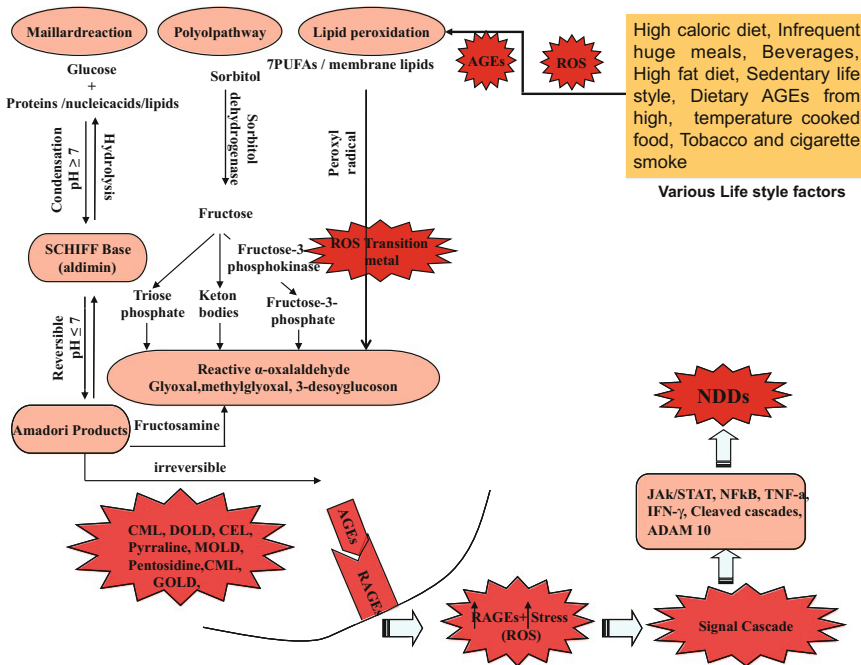 Maillardreaction
Polyolpathway
Lipid peroxidation
AGEs
ROS
High caloric diet, Infrequent
huge meals, Beverages,
High fat diet, Sedentary life
style, Dietary AGEs from
high, temperature cooked
food, Tobacco and cigarette
smoke
Various Life style factors
Glucose
+
Proteins /nucleicacids/lipids
Sorbitol
7PUFAs / membrane lipids
Condensation
pH ≥ 7
Hydrolysis
Sorbitol
dehydrogenase
Peroxyl
radical
Fructose
SCHIFF Base
(aldimin)
Fructose-3-
phosphokinase
ROS Transition
metal
Triose
phosphate
Keton
bodies
Fructose-3-
phosphate
Reversible
pH ≤ 7
Reactive α-oxalaldehyde
Glyoxal,methylglyoxal, 3-desoyglucoson
Amadori Products
Fructosamine
irreversible
CML, DOLD, CEL,
Pyrraline, MOLD,
Pentosidine,CML,
GOLD,
AGEs
RAGEs
RAGEs+ Stress
(ROS)
Signal Cascade
JAk/STAT, NFkB, TNF-a,
IFN-γ, Cleaved cascades,
ADAM 10
NDDs